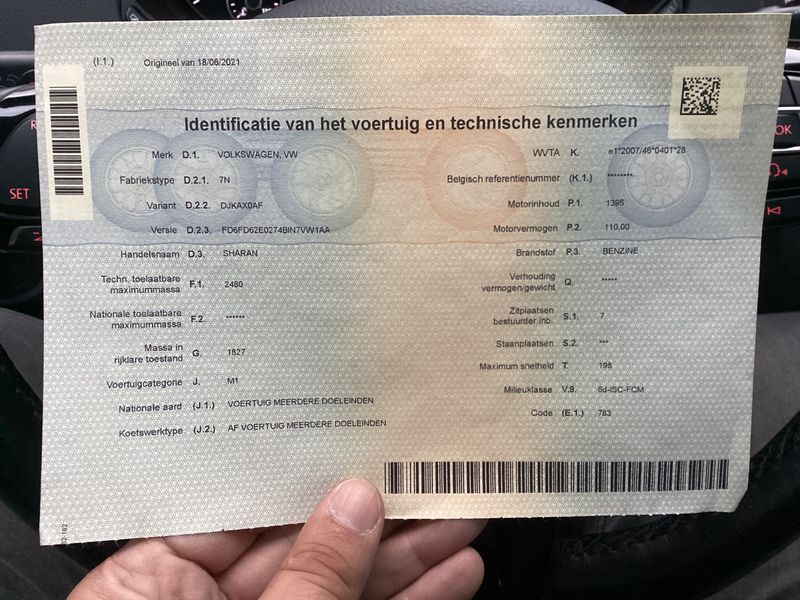 (I.1.) Origineel van 18/06/2021
Identificatie van het voertuig en technische kenmerken
Merk D.1. VOLKSWAGEN, VW
Fabriekstype D.2.1. 7N
Variant D.2.2. DJKAX0AF
Versie D.2.3. FD6FD62E0274BIN7VW1AA
Handelsnaam D.3. SHARAN
Techn. toelaatbare
maximummassa F.1. 2480
Nationale toelaatbare
maximummassa F.2. ******
Massa in
rijklare toestand G. 1827
Voertuigcategorie J. M1
Nationale aard (J.1.) VOERTUIG MEERDERE DOELEINDEN
Koetswerktype (J.2.) AF VOERTUIG MEERDERE DOELEINDEN
WVTA K. e1*2007/46*0401*28
Belgisch referentienummer (K.1.) ********
Motorinhoud P.1. 1395
Motorvermogen P.2. 110,00
Brandstof P.3. BENZINE
Verhouding
vermogen/gewicht Q. *****
Zitplaatsen
bestuurder inb. S.1. 7
Staanplaatsen S.2. ***
Maximum snelheid T. 198
Milieuklasse V.9. 6d-ISC-FCM
Code (E.1.) 783
SET
OK